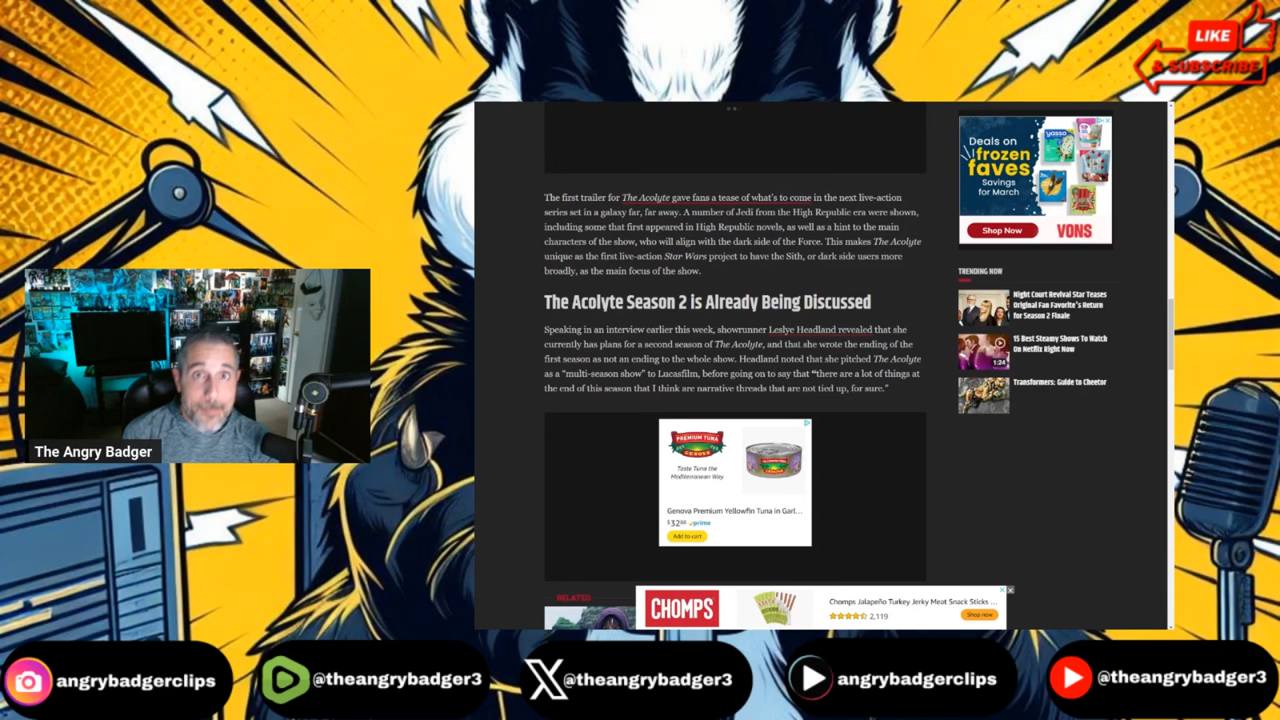 LIKE
& SUBSCRIBE
The first trailer for The Acolyte gave fans a tease of what's to come in the next live-action
series set in a galaxy far, far away. A number of Jedi from the High Republic era were shown,
including some that first appeared in High Republic novels, as well as a hint to the main
characters of the show, who will align with the dark side of the Force. This makes The Acolyte
unique as the first live-action Star Wars project to have the Sith, or dark side users more
broadly, as the main focus of the show.
The Acolyte Season 2 is Already Being Discussed
Speaking in an interview earlier this week, showrunner Leslye Headland revealed that she
currently has plans for a second season of The Acolyte, and that she wrote the ending of the
first season as not an ending to the whole show. Headland noted that she pitched The Acolyte
as a "multi-season show" to Lucasfilm, before going on to say that "there are a lot of things at
the end of this season that I think are narrative threads that are not tied up, for sure."
PREMIUM TUNA
GENOVA
Taste Tuna the
Mediterranean Way
Genova Premium Yellowfin Tuna in Garl...
$32 prime
Add to cart
RELATED
CHOMPS
Chomps Jalapeño Turkey Jerky Meat Snack Sticks ...
2,119
Shop now
Deals on
frozen
faves
Savings
for March
yasso
Shop Now
VONS
TRENDING NOW
Night Court Revival Star Teases
Original Fan Favorite's Return
for Season 2 Finale
15 Best Steamy Shows To Watch
On Netflix Right Now
1:24
Transformers: Guide to Cheetor
The Angry Badger
angrybadgerclips
@theangrybadger3
@theangrybadger3
angrybadgerclips
@theangrybadger3